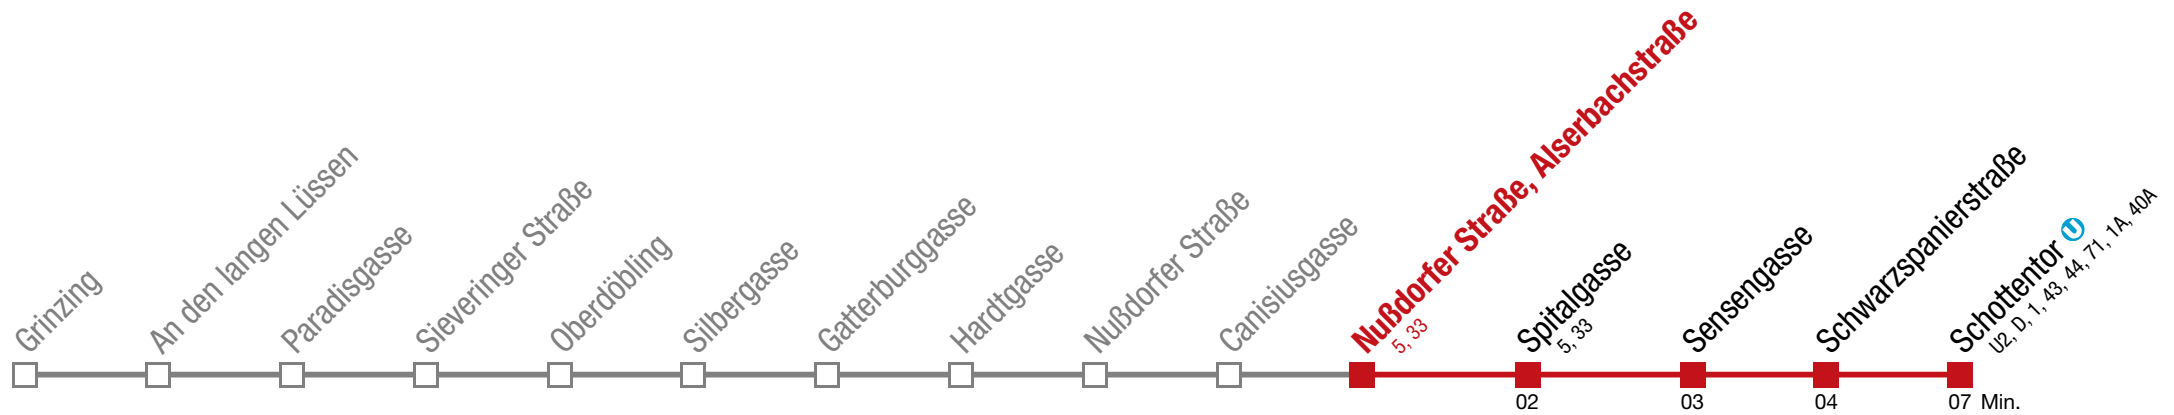 Grinzing
An den langen Lüssen
Paradisgasse
Sieveringer Straße
Oberdöbling
Silbergasse
Gatterburggasse
Hardtgasse
Nußdorfer Straße
Canisiusgasse
Nußdorfer Straße, Alserbachstraße
5, 33
Spitalgasse
5, 33
Sensengasse
Schwarzspanierstraße
Schottentor U
U2, D, 1, 43, 44, 71, 1A, 40A
02 03 04 07 Min.